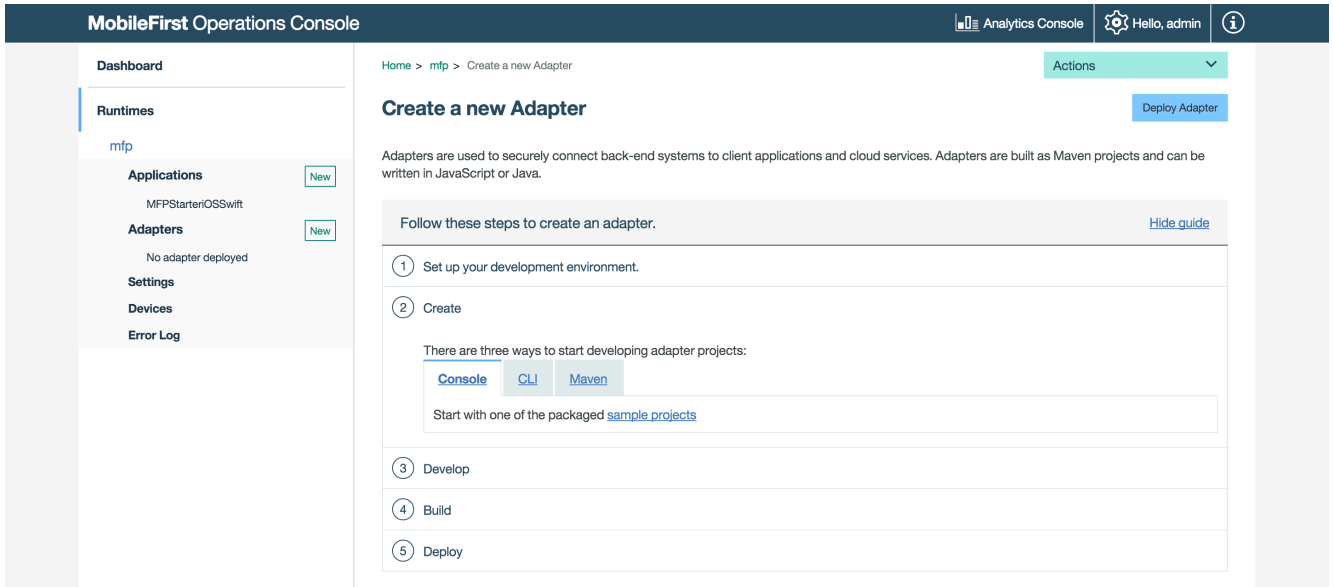 MobileFirst Operations Console
Analytics Console
Hello, admin
Dashboard
Runtimes
mfp
Applications
New
MFPStarteriOSSwift
Adapters
New
No adapter deployed
Settings
Devices
Error Log
Home > mfp > Create a new Adapter
Actions
Create a new Adapter
Deploy Adapter
Adapters are used to securely connect back-end systems to client applications and cloud services. Adapters are built as Maven projects and can be
written in JavaScript or Java.
Follow these steps to create an adapter.
Hide guide
1 Set up your development environment.
2 Create
There are three ways to start developing adapter projects:
Console CLI Maven
Start with one of the packaged sample projects
3 Develop
4 Build
5 Deploy